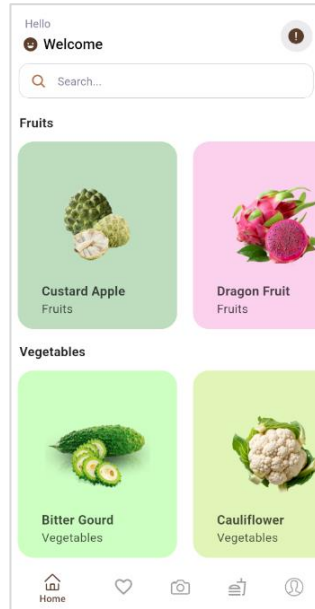 Hello
Welcome
Search...
Fruits
Custard Apple
Fruits
Dragon Fruit
Fruits
Vegetables
Bitter Gourd
Vegetables
Cauliflower
Vegetables
Home